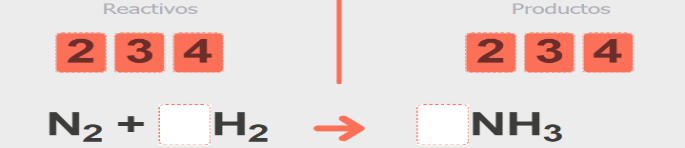 Reactivos Productos
2 3 4 2 3 4
N₂ + H₂ → NH₃